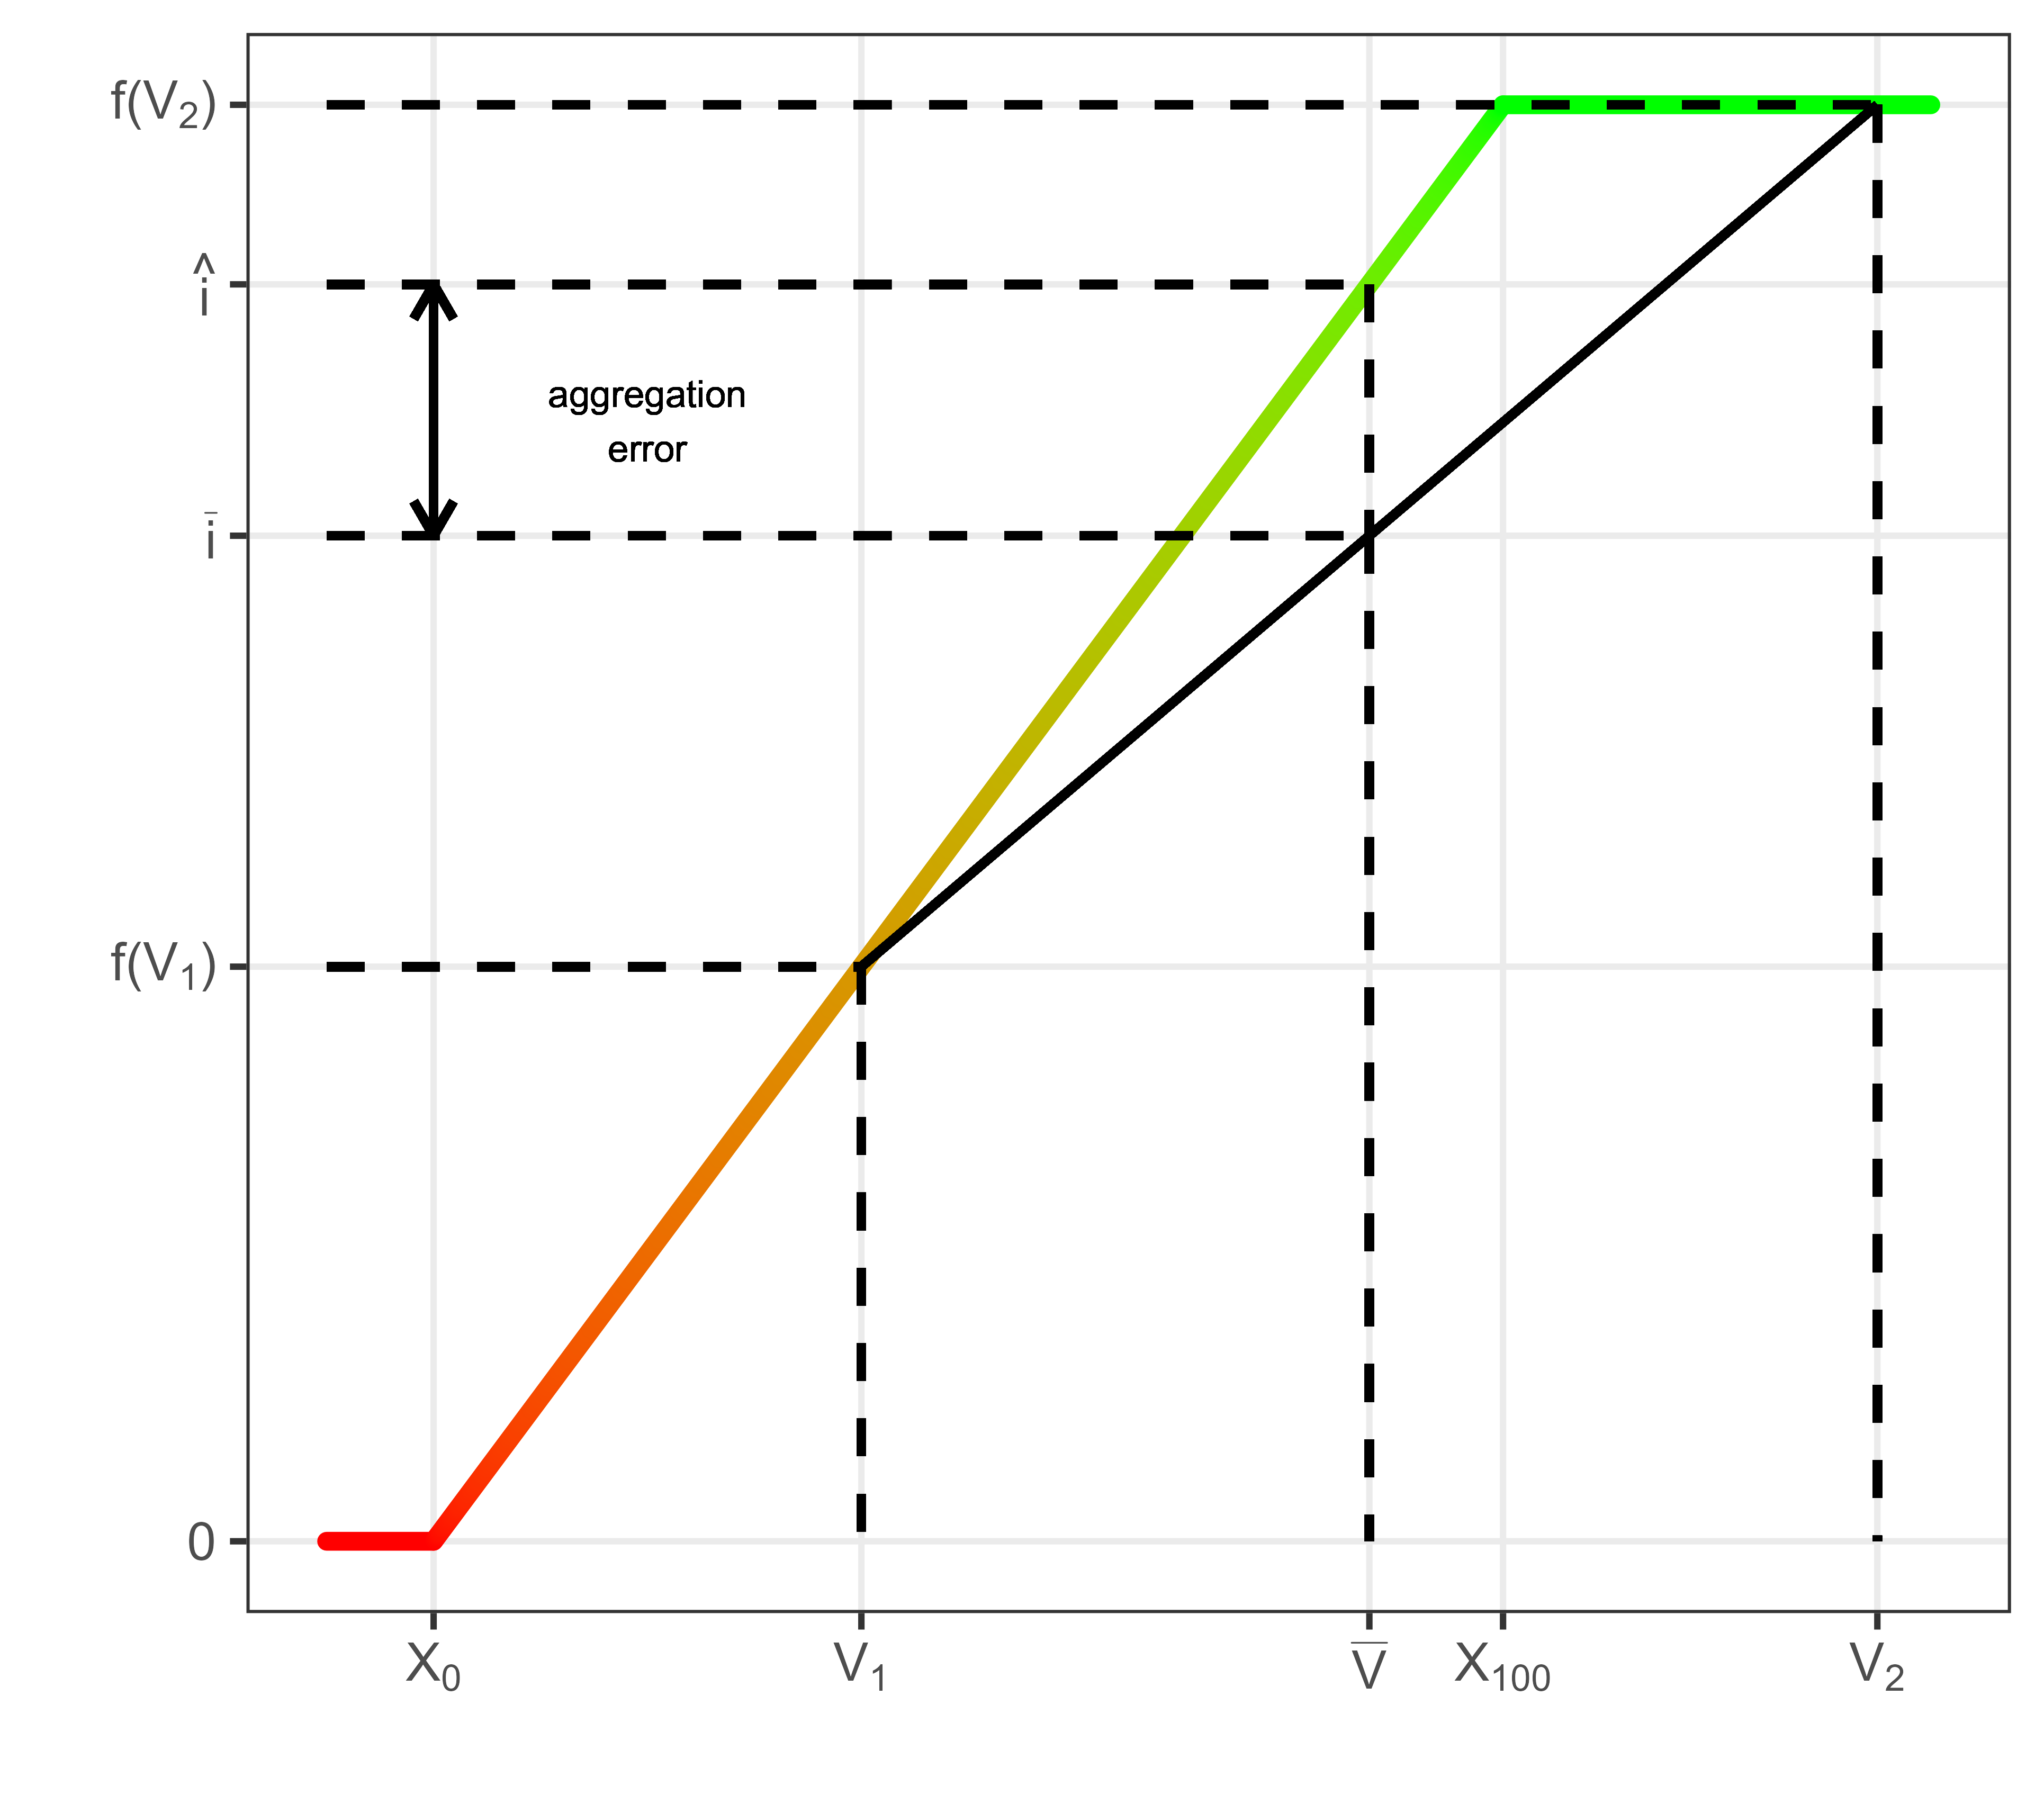 f(V₂)
î
aggregation
error
i̅
f(V₁)
0
X₀ V₁ V̅ X₁₀₀ V₂